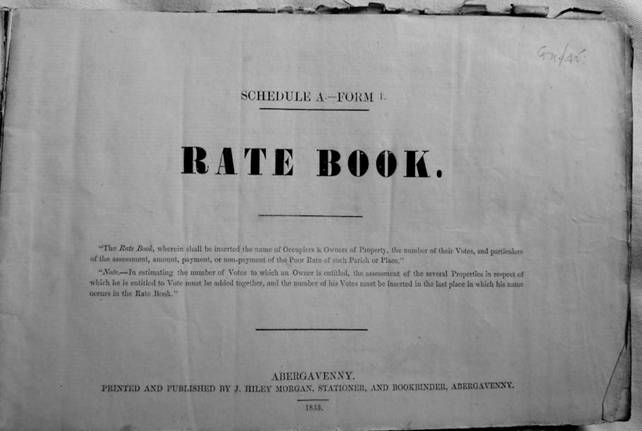 SCHEDULE A.—FORM 1.
RATE BOOK.
"The Rate Book, wherein shall be inserted the name of Occupiers & Owners of Property, the number of their Votes, and particulars
of the assessment, amount, payment, or non-payment of the Poor Rate of such Parish or Place."
"Note.—In estimating the number of Votes to which an Owner is entitled, the assessment of the several Properties in respect of
which he is entitled to Vote must be added together, and the number of his Votes must be inserted in the last place in which his name
occurs in the Rate Book."
ABERGAVENNY.
PRINTED AND PUBLISHED BY J. HILEY MORGAN, STATIONER, AND BOOKBINDER, ABERGAVENNY.